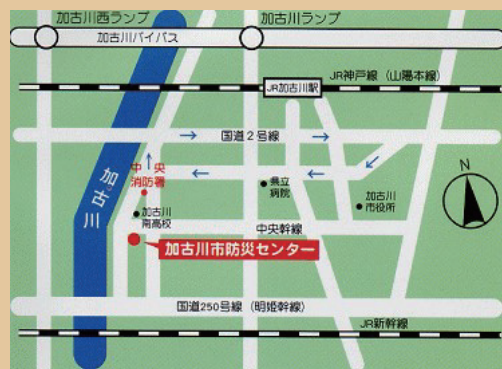 加古川西ランプ
加古川ランプ
加古川バイパス
JR神戸線（山陽本線）
JR加古川駅
国道2号線
加古川
中央
消防署
県立
病院
加古川
市役所
N
加古川
南高校
中央幹線
加古川市防災センター
国道250号線（明姫幹線）
JR新幹線